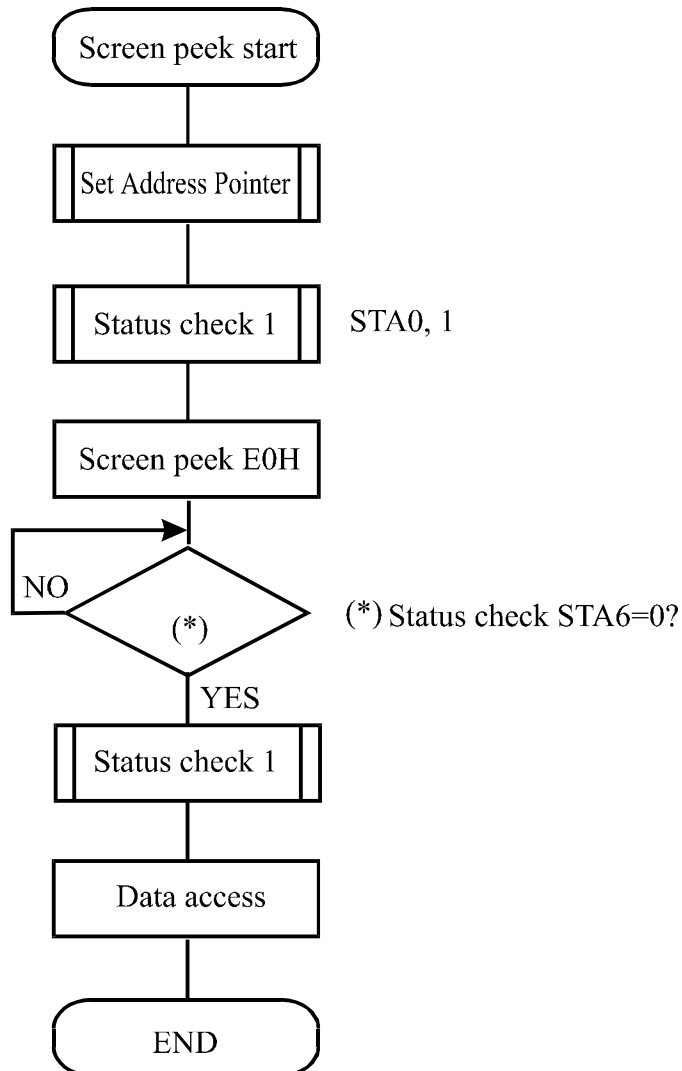 Screen peek start
Set Address Pointer
Status check 1
STA0, 1
Screen peek E0H
NO
(*)
(*) Status check STA6=0?
YES
Status check 1
Data access
END